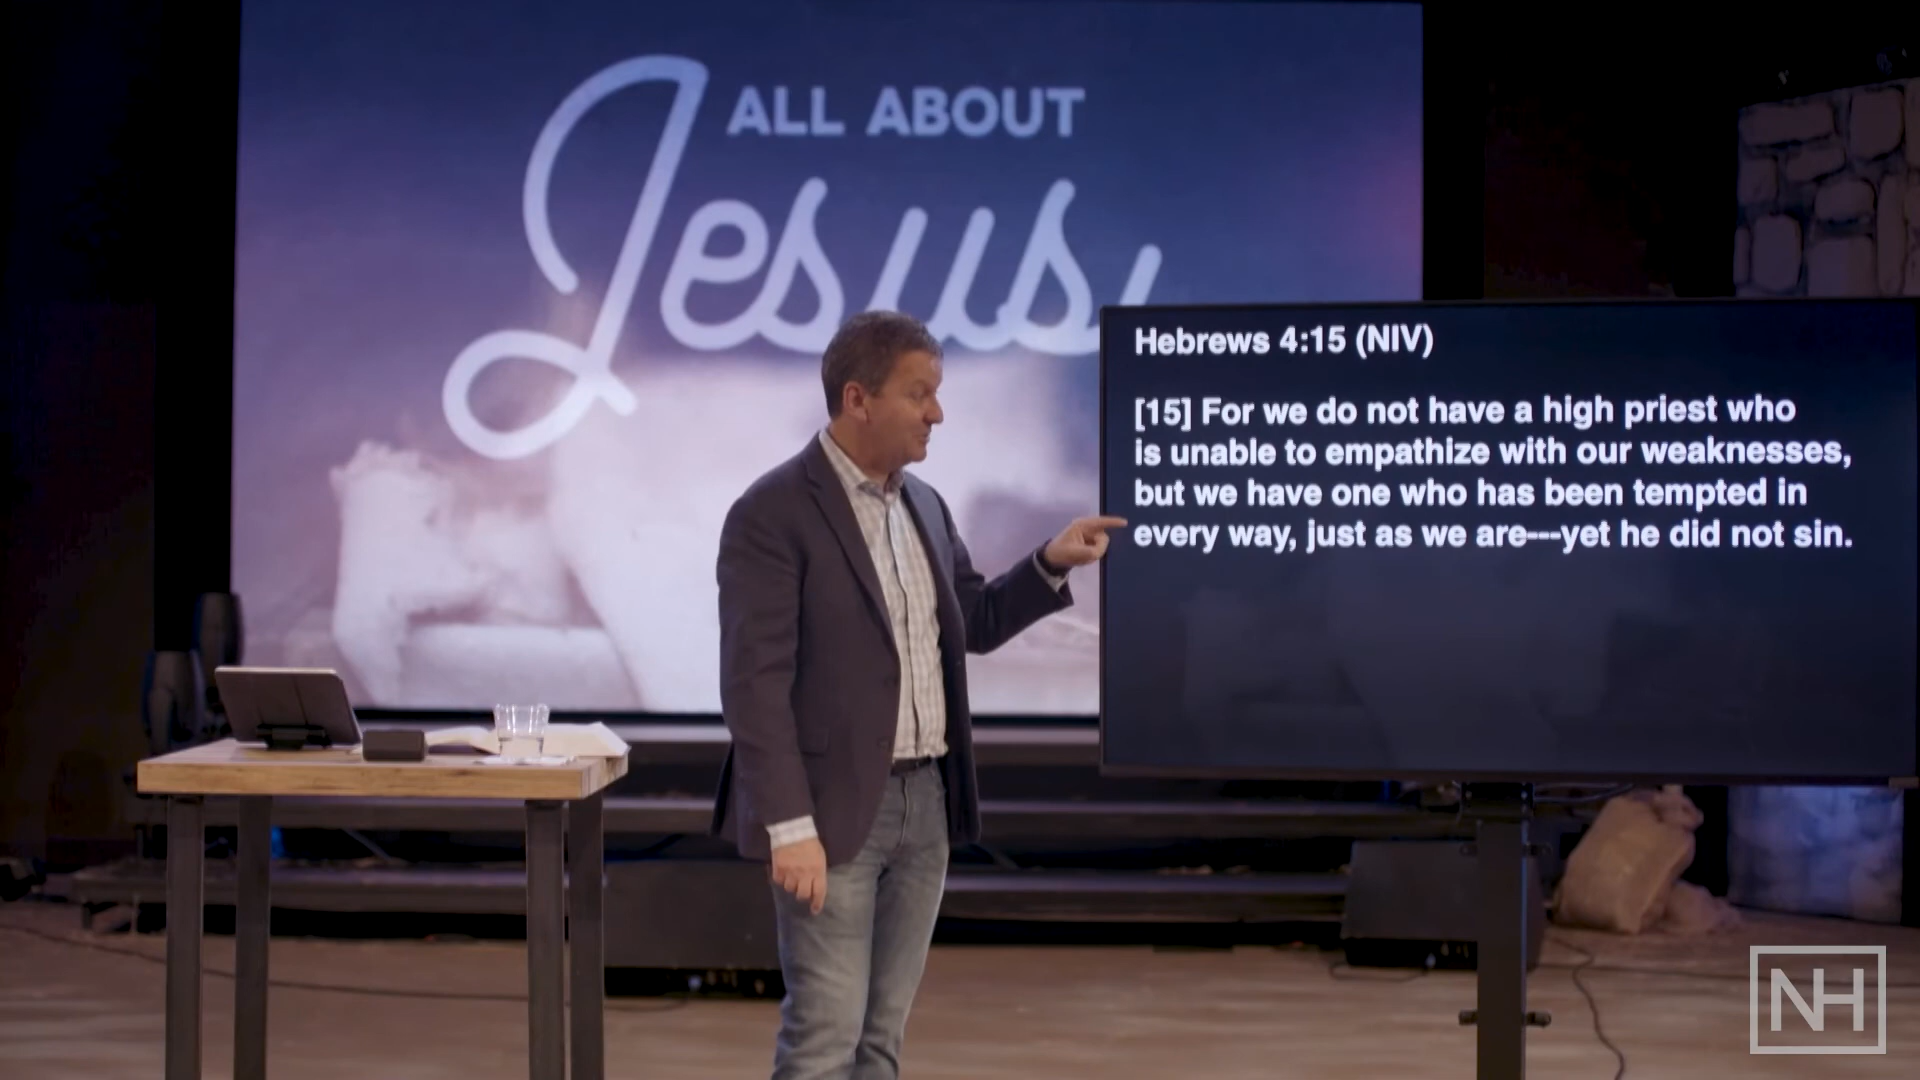 ALL ABOUT
Jesus
Hebrews 4:15 (NIV)
[15] For we do not have a high priest who
is unable to empathize with our weaknesses,
but we have one who has been tempted in
every way, just as we are---yet he did not sin.
NH